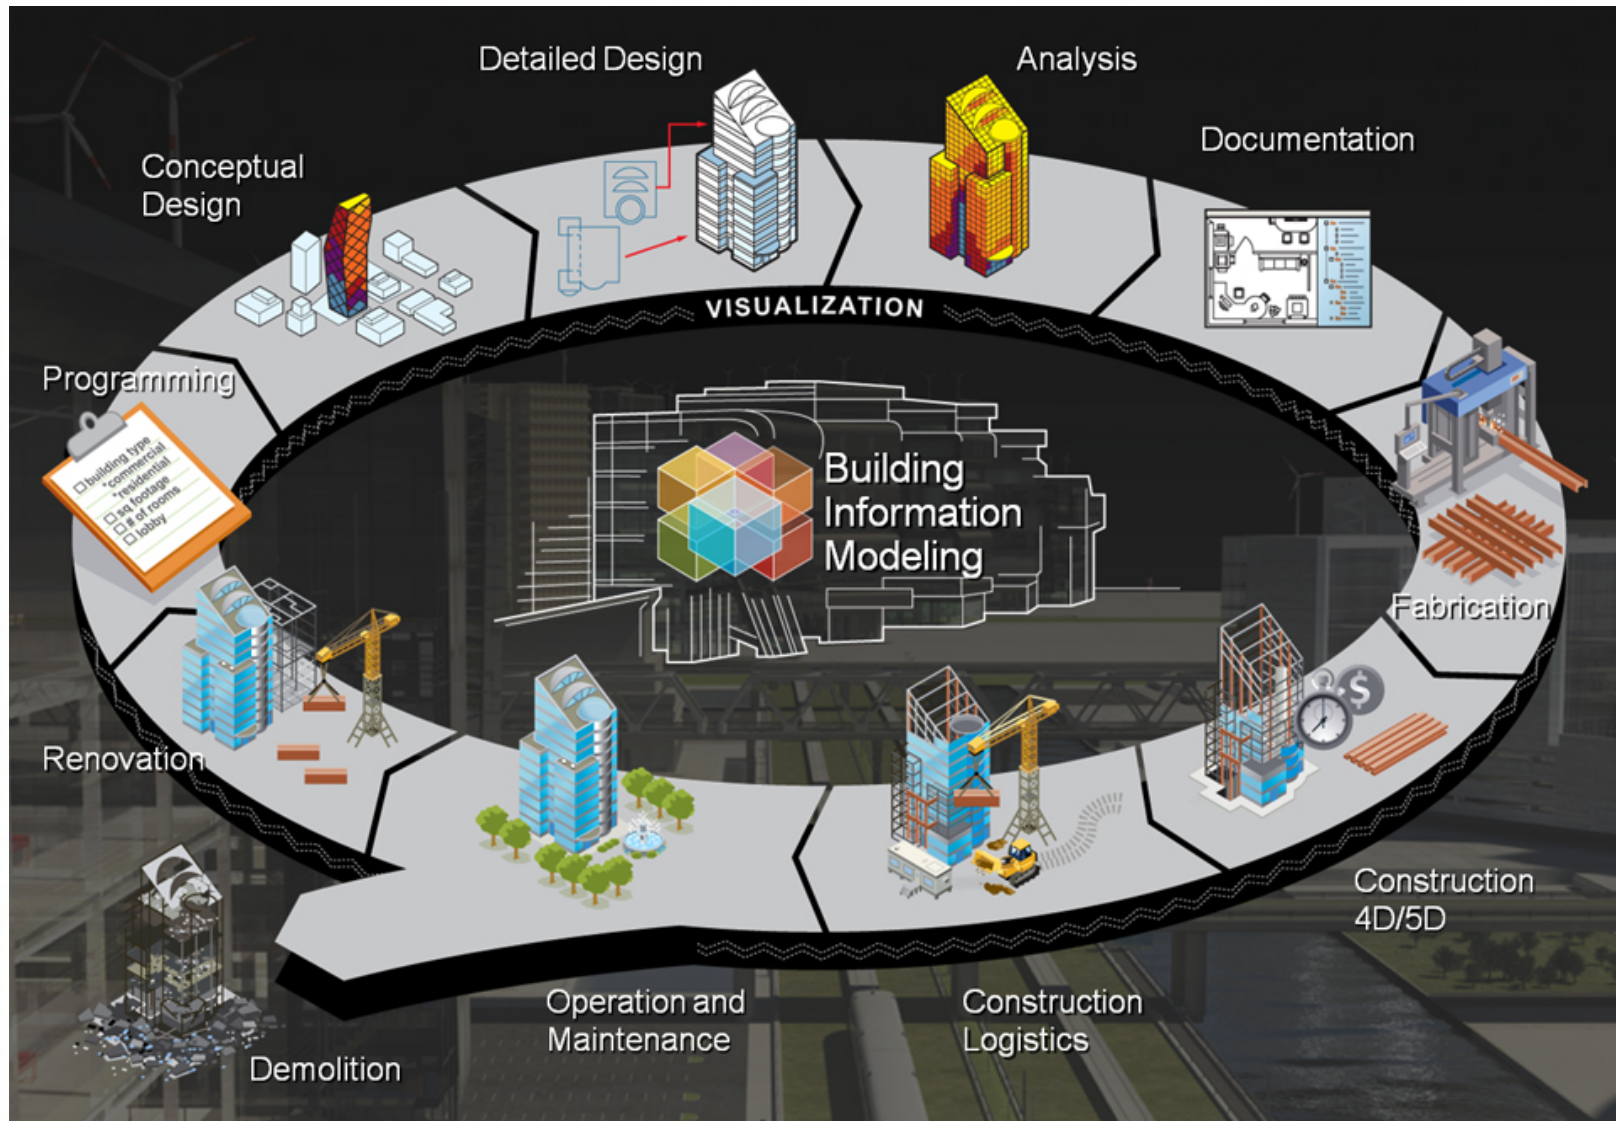 Detailed Design
Analysis
Documentation
Conceptual
Design
VISUALIZATION
Programming
building type
*commercial
*residential
sq footage
# of rooms
lobby
Building
Information
Modeling
Fabrication
$
Renovation
Construction
4D/5D
Operation and
Maintenance
Construction
Logistics
Demolition